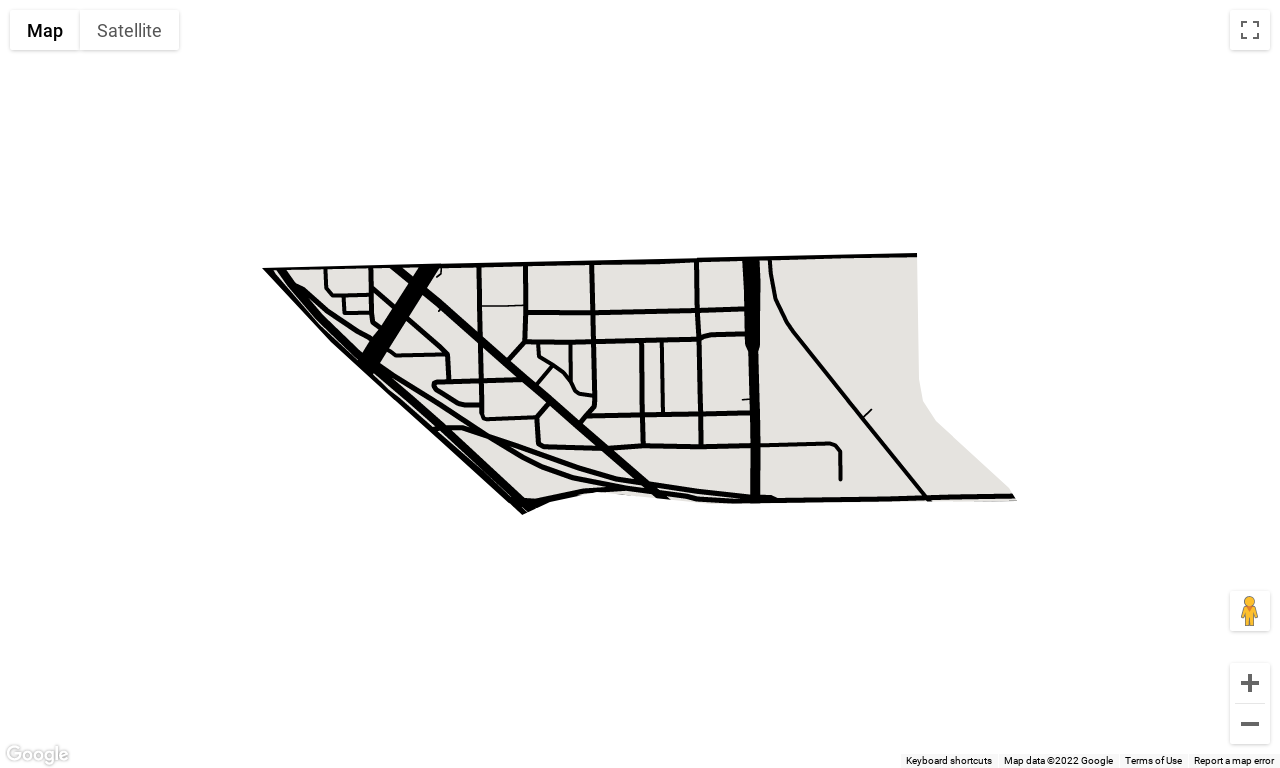 Map Satellite
Google
Keyboard shortcuts Map data ©2022 Google Terms of Use Report a map error